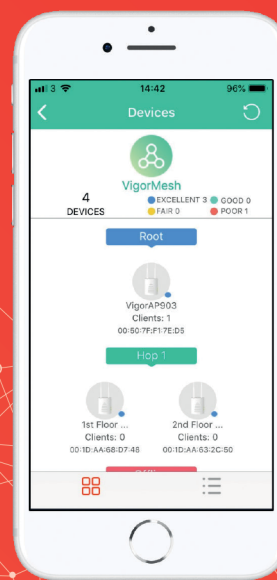 3 14:42 96%
Devices
VigorMesh
4
DEVICES
EXCELLENT 3 GOOD 0
FAIR 0 POOR 1
Root
VigorAP903
Clients: 1
00:50:7F:F1:7E:D5
Hop 1
1st Floor ... 2nd Floor ...
Clients: 0 Clients: 0
00:1D:AA:68:D7:48 00:1D:AA:63:2C:50